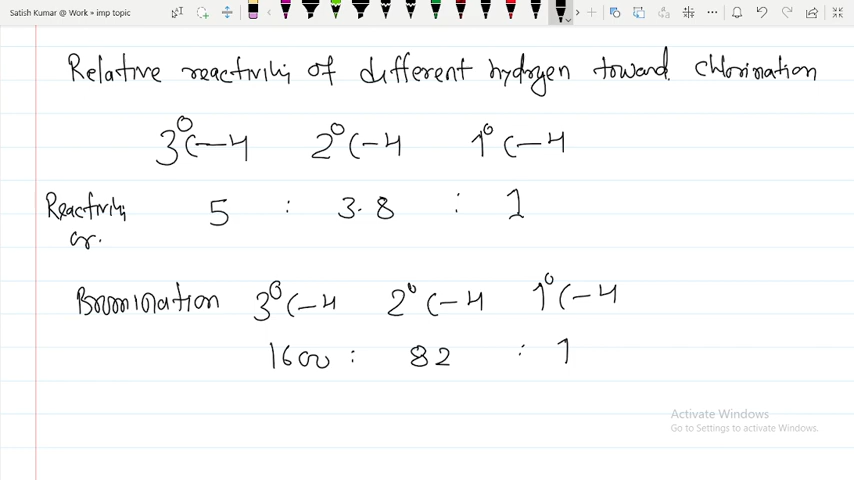 Satish Kumar @ Work » imp topic
Relative reactivity of different hydrogen toward chlorination
3° C-H 2° C-H 1° C-H
Reactivity 5 : 3.8 : 1
or.
Bromination 3° C-H 2° C-H 1° C-H
1600 : 82 : 1
Activate Windows
Go to Settings to activate Windows.